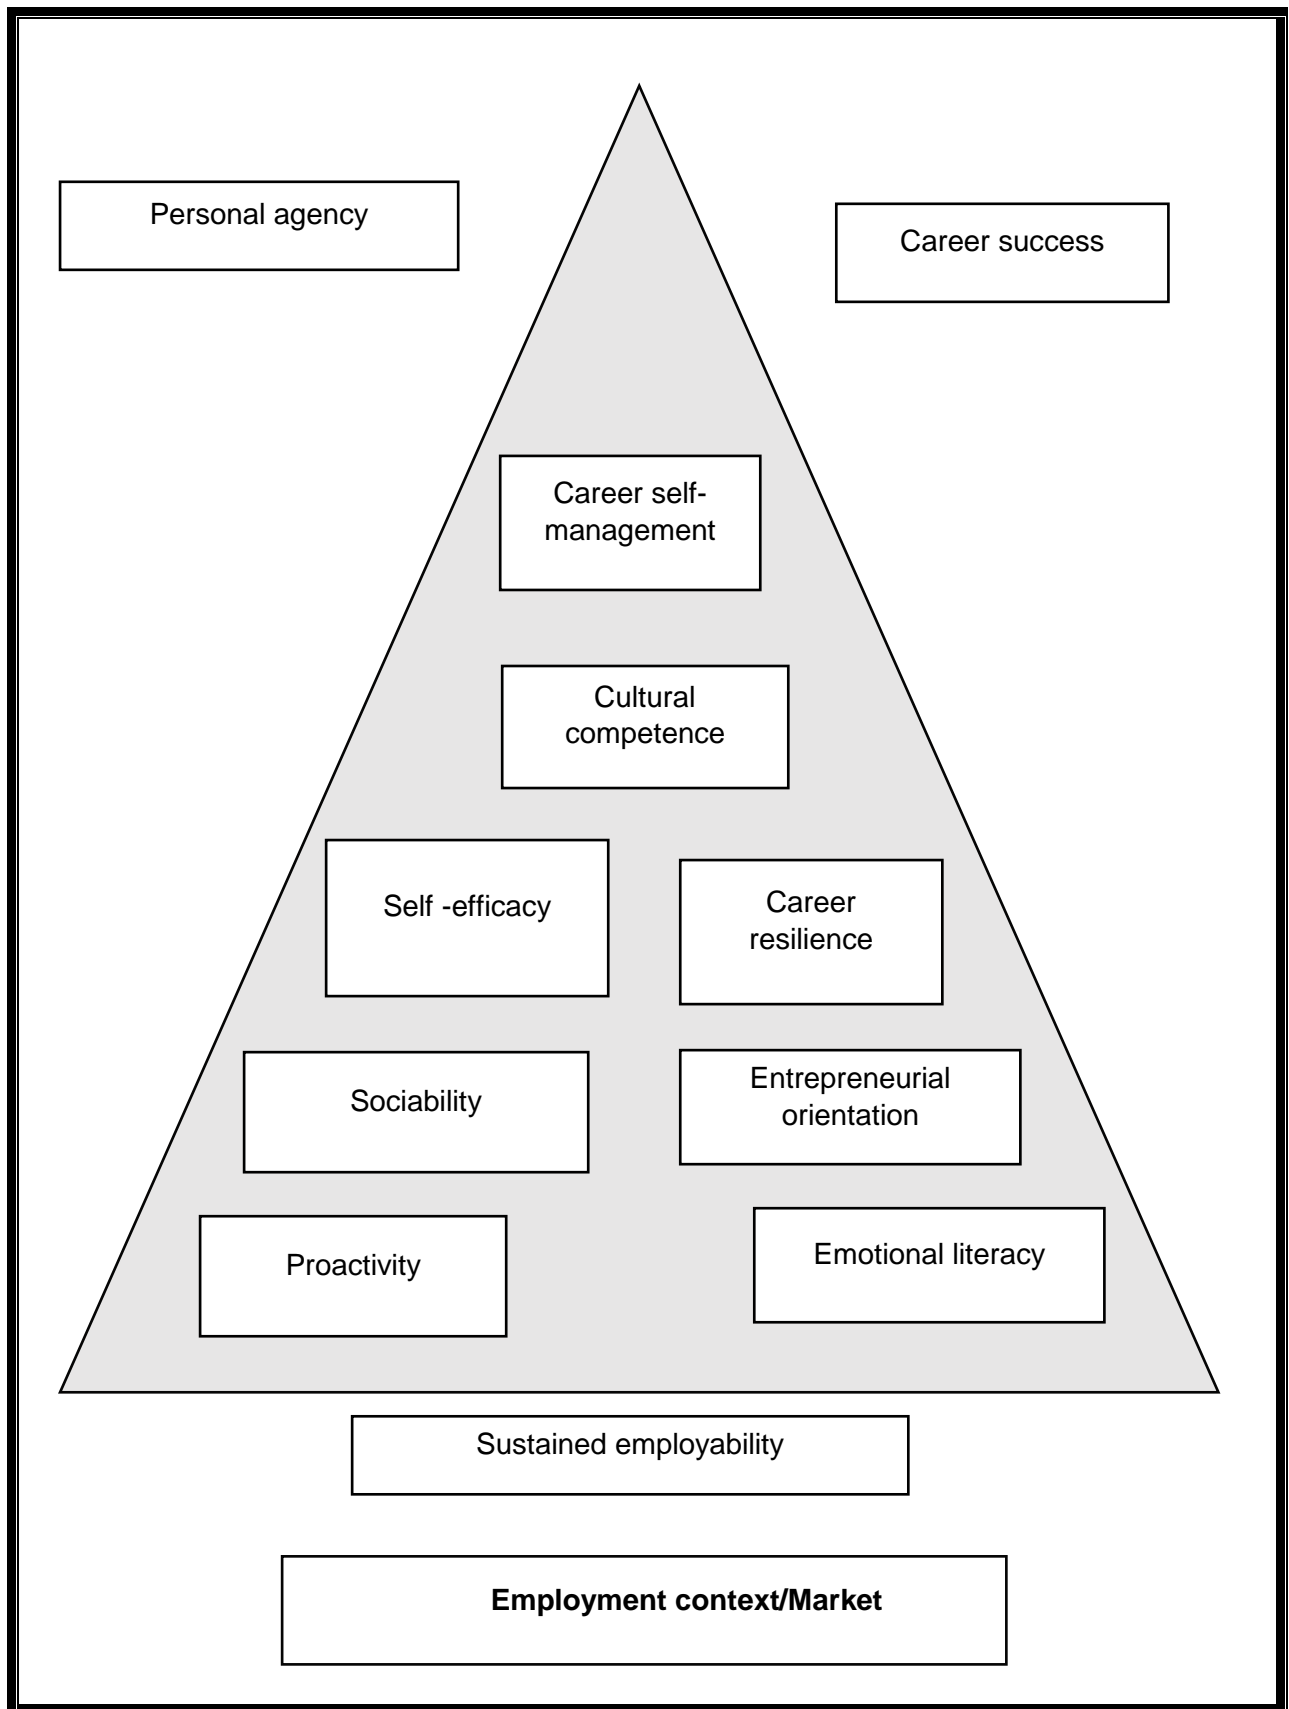 Personal agency
Career success
Career self-
management
Cultural
competence
Self -efficacy
Career
resilience
Sociability
Entrepreneurial
orientation
Proactivity
Emotional literacy
Sustained employability
Employment context/Market